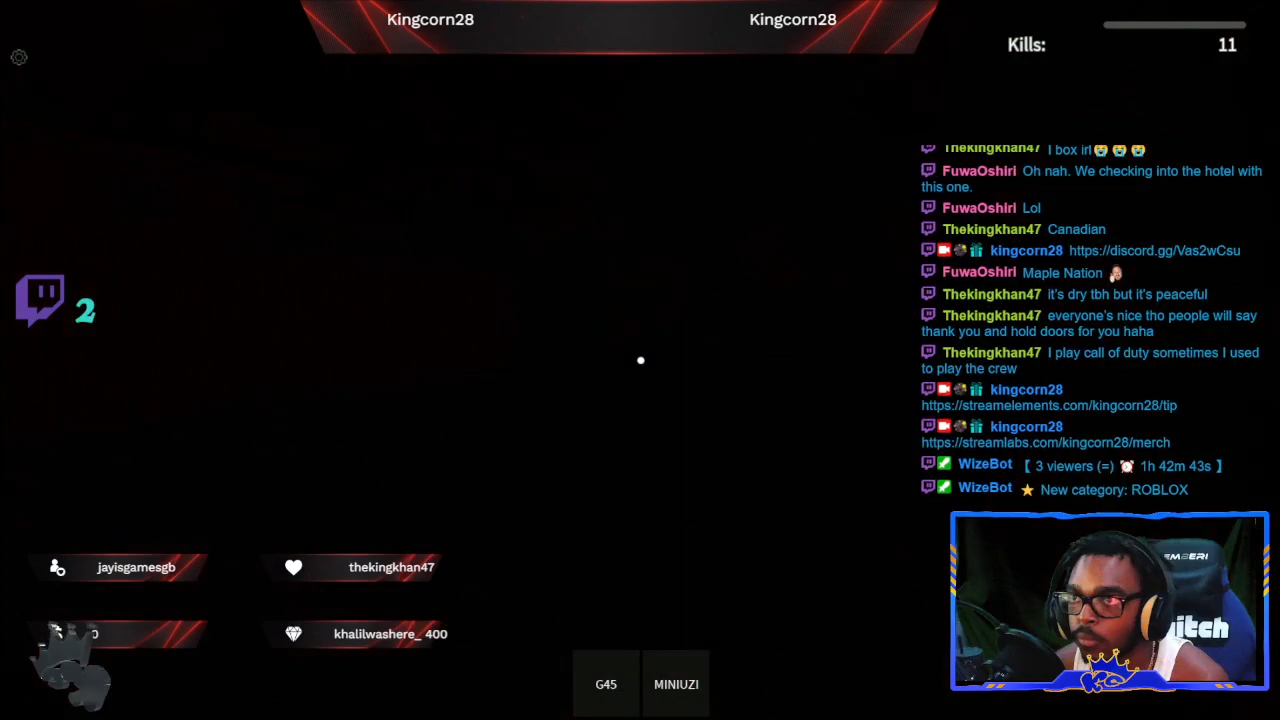 Kingcorn28
Kingcorn28
Kills: 11
Thekingkhan47 I box irl😭😭😭
FuwaOshiri Oh nah. We checking into the hotel with
this one.
FuwaOshiri Lol
Thekingkhan47 Canadian
kingcorn28 https://discord.gg/Vas2wCsu
FuwaOshiri Maple Nation
Thekingkhan47 it's dry tbh but it's peaceful
Thekingkhan47 everyone's nice tho people will say
thank you and hold doors for you haha
Thekingkhan47 I play call of duty sometimes I used
to play the crew
kingcorn28
https://streamelements.com/kingcorn28/tip
kingcorn28
https://streamlabs.com/kingcorn28/merch
WizeBot 【 3 viewers (=) ⏰ 1h 42m 43s 】
WizeBot ⭐ New category: ROBLOX
2
jayisgamesgb
thekingkhan47
0
khalilwashere_ 400
G45
MINIUZI